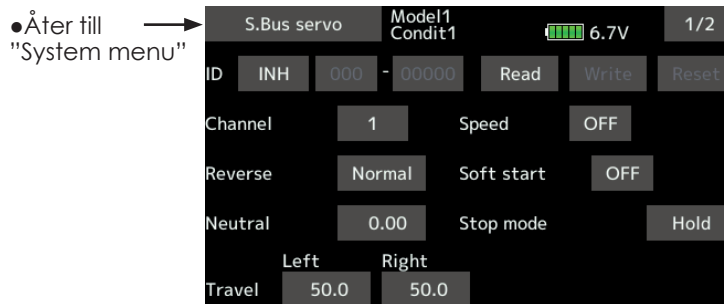 ●Åter till
”System menu”
S.Bus servo Model1 Condit1 6.7V 1/2
ID INH 000 - 00000 Read Write Reset
Channel 1 Speed OFF
Reverse Normal Soft start OFF
Neutral 0.00 Stop mode Hold
Left Right
Travel 50.0 50.0